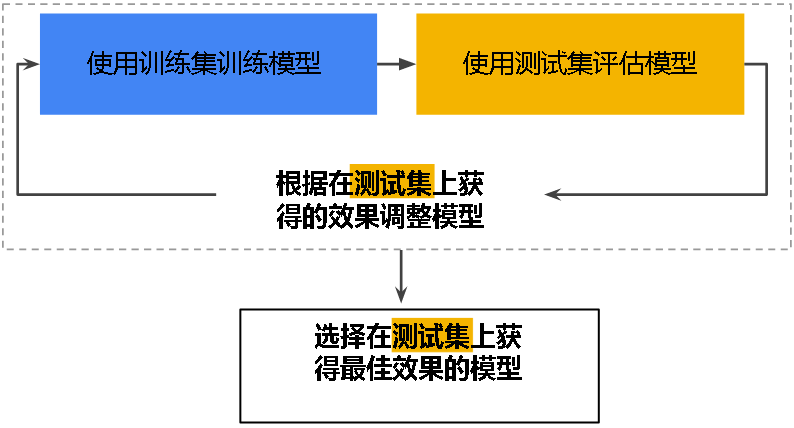 使用训练集训练模型
使用测试集评估模型
根据在测试集上获
得的效果调整模型
选择在测试集上获
得最佳效果的模型